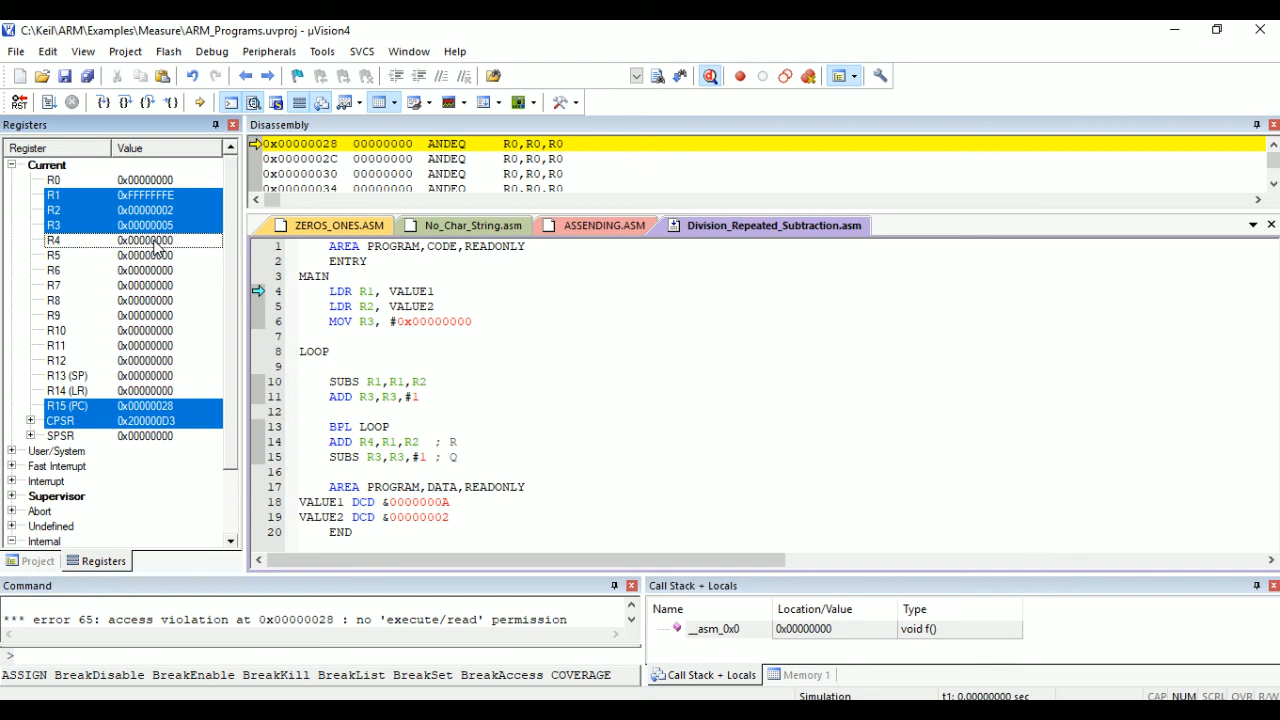 C:\Keil\ARM\Examples\Measure\ARM_Programs.uvproj - µVision4
File Edit View Project Flash Debug Peripherals Tools SVCS Window Help
Registers
Register Value
Current
R0 0x00000000
R1 0xFFFFFFFE
R2 0x00000002
R3 0x00000005
R4 0x00000000
R5 0x00000000
R6 0x00000000
R7 0x00000000
R8 0x00000000
R9 0x00000000
R10 0x00000000
R11 0x00000000
R12 0x00000000
R13 (SP) 0x00000000
R14 (LR) 0x00000000
R15 (PC) 0x00000028
CPSR 0x200000D3
SPSR 0x00000000
User/System
Fast Interrupt
Interrupt
Supervisor
Abort
Undefined
Internal
Project Registers
Disassembly
0x00000028 00000000 ANDEQ R0,R0,R0
0x0000002C 00000000 ANDEQ R0,R0,R0
0x00000030 00000000 ANDEQ R0,R0,R0
0x00000034 00000000 ANDEQ R0,R0,R0
ZEROS_ONES.ASM No_Char_String.asm ASSENDING.ASM Division_Repeated_Subtraction.asm
1 AREA PROGRAM,CODE,READONLY
2 ENTRY
3 MAIN
4 LDR R1, VALUE1
5 LDR R2, VALUE2
6 MOV R3, #0x00000000
7
8 LOOP
9
10 SUBS R1,R1,R2
11 ADD R3,R3,#1
12
13 BPL LOOP
14 ADD R4,R1,R2 ; R
15 SUBS R3,R3,#1 ; Q
16
17 AREA PROGRAM,DATA,READONLY
18 VALUE1 DCD &0000000A
19 VALUE2 DCD &00000002
20 END
Command
*** error 65: access violation at 0x00000028 : no 'execute/read' permission
>
ASSIGN BreakDisable BreakEnable BreakKill BreakList BreakSet BreakAccess COVERAGE
Call Stack + Locals
Name Location/Value Type
__asm_0x0 0x00000000 void f()
Call Stack + Locals Memory 1
Simulation t1: 0.00000000 sec CAP NUM SCRL OVR R/W